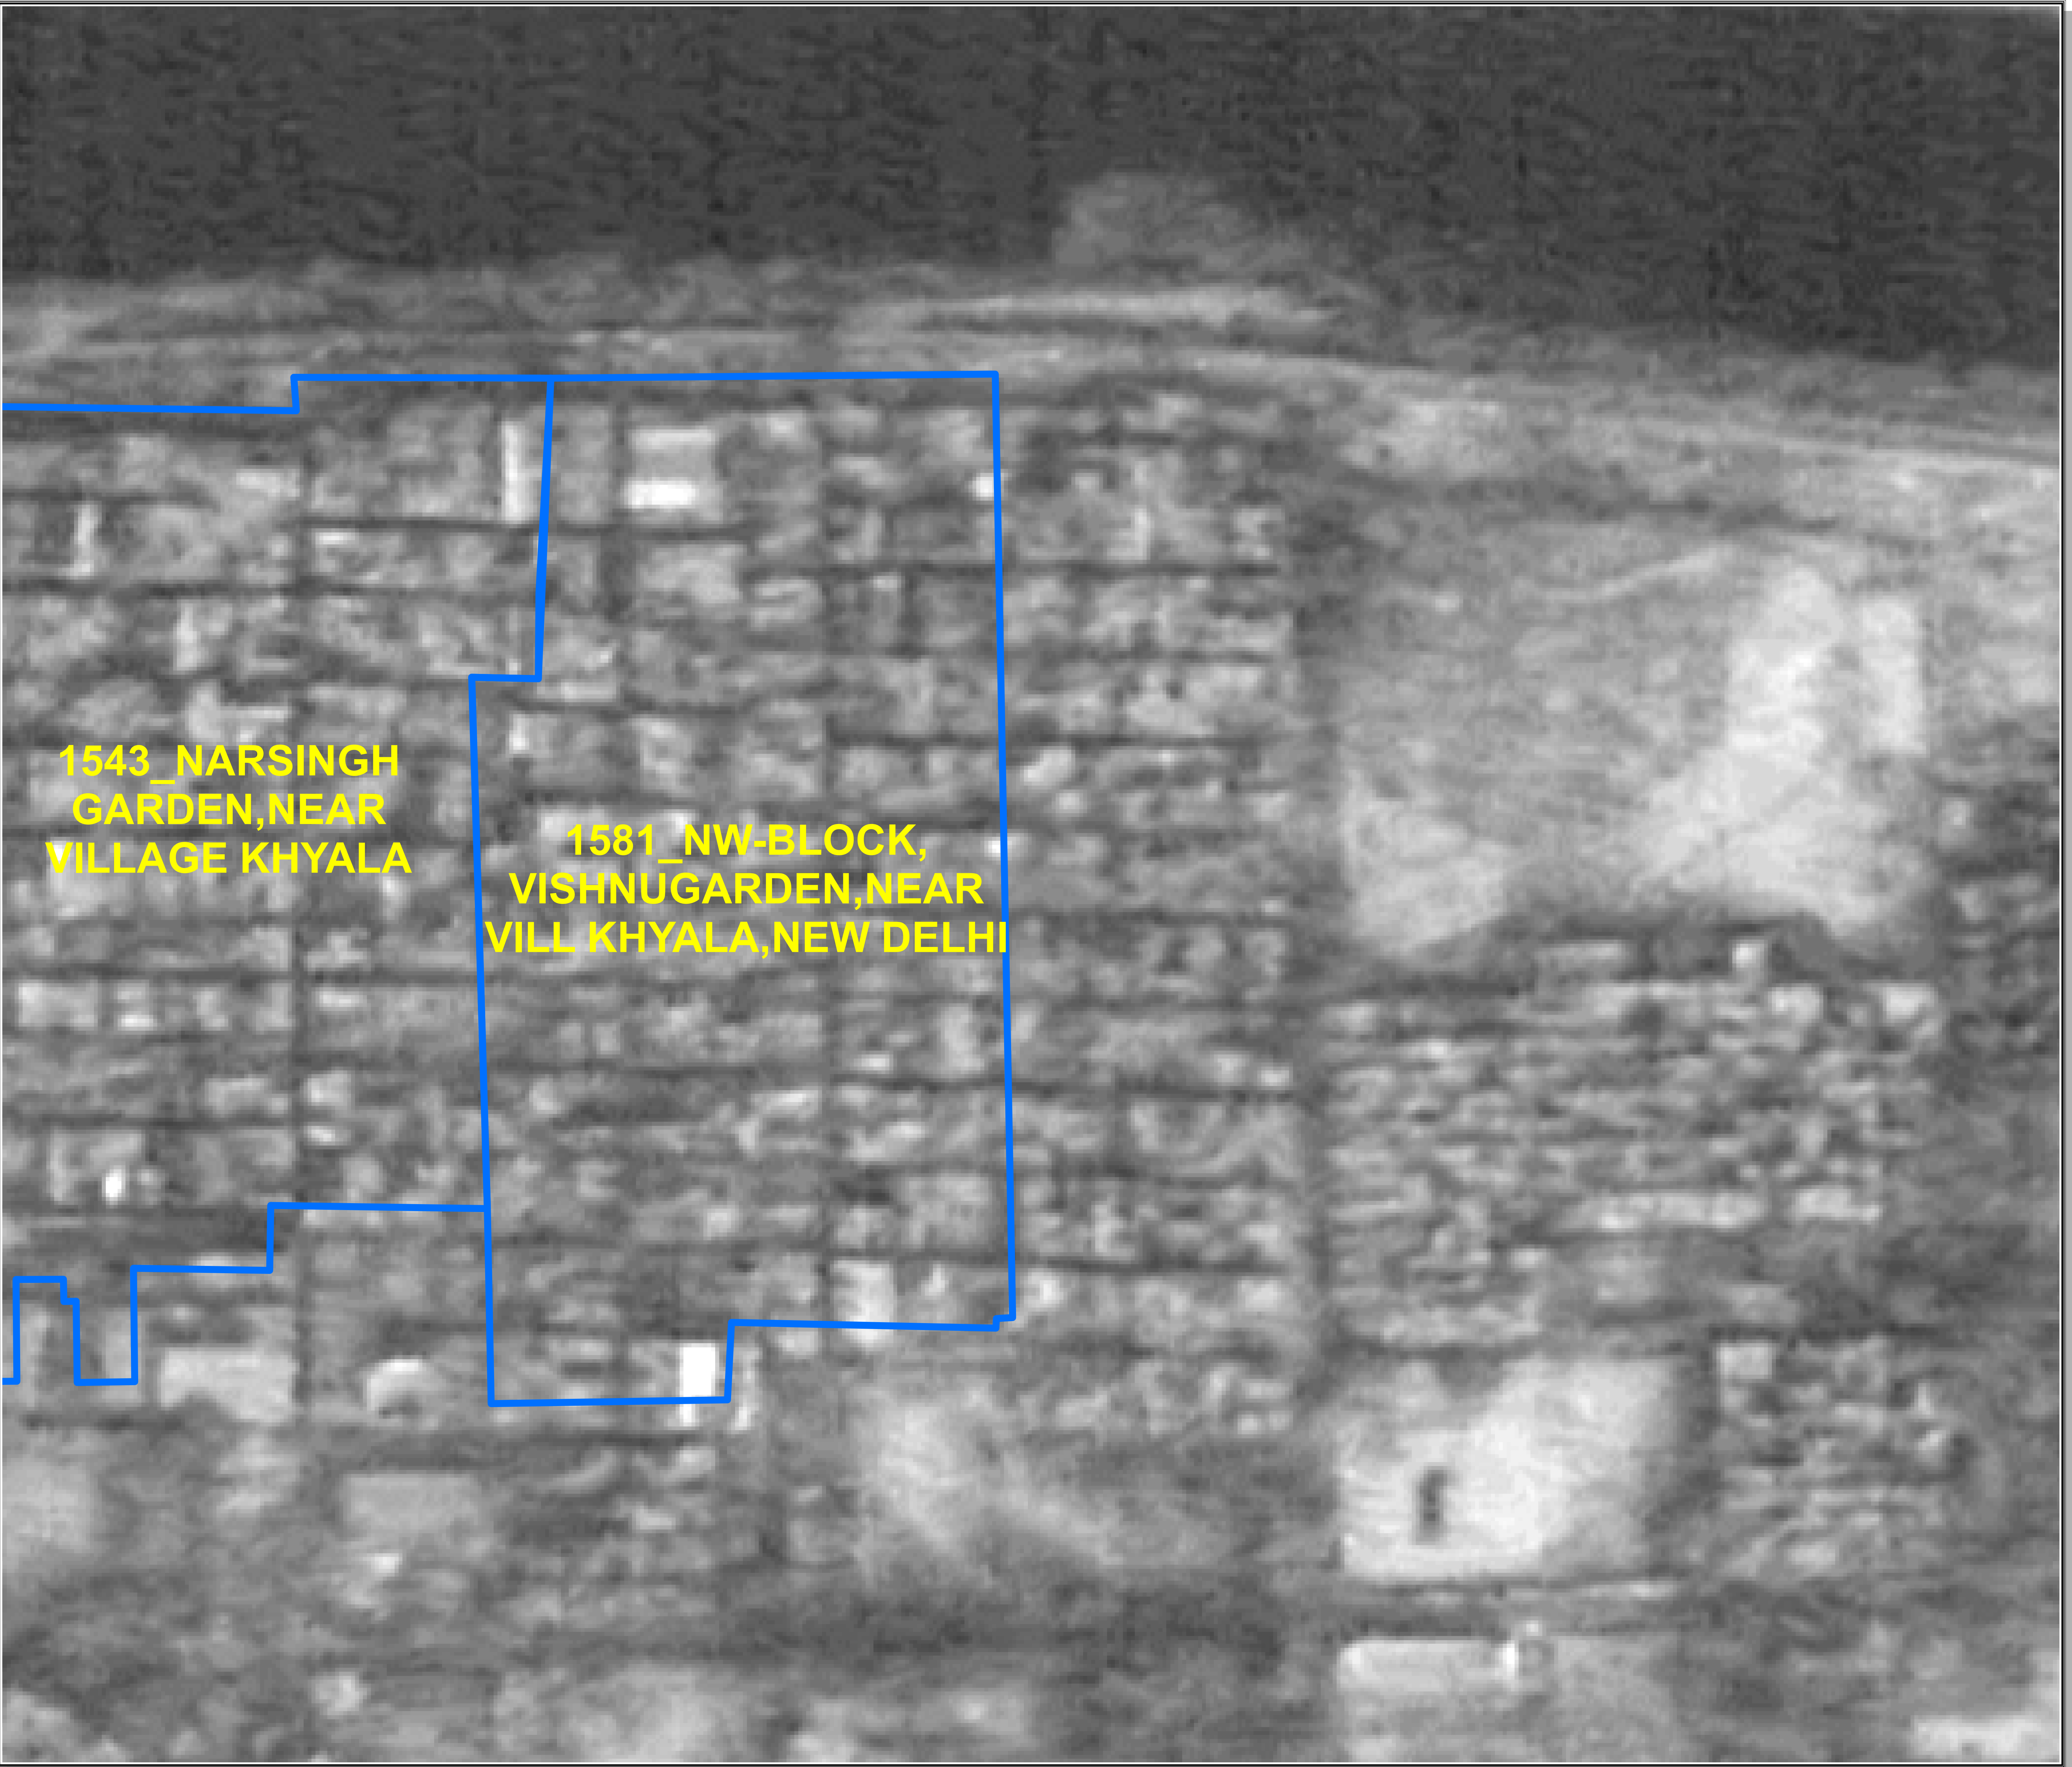 1543_NARSINGH
GARDEN,NEAR
VILLAGE KHYALA
1581_NW-BLOCK,
VISHNUGARDEN,NEAR
VILL KHYALA,NEW DELHI